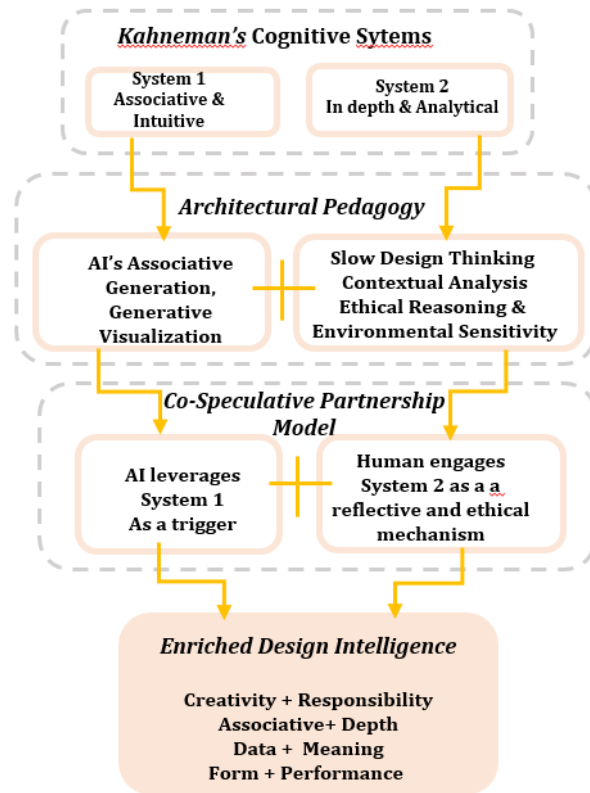 Kahneman's Cognitive Sytems
System 1
Associative &
Intuitive
System 2
In depth & Analytical
Architectural Pedagogy
AI's Associative
Generation,
Generative
Visualization
Slow Design Thinking
Contextual Analysis
Ethical Reasoning &
Environmental Sensitivity
Co-Speculative Partnership
Model
AI leverages
System 1
As a trigger
Human engages
System 2 as a a
reflective and ethical
mechanism
Enriched Design Intelligence
Creativity + Responsibility
Associative+ Depth
Data + Meaning
Form + Performance